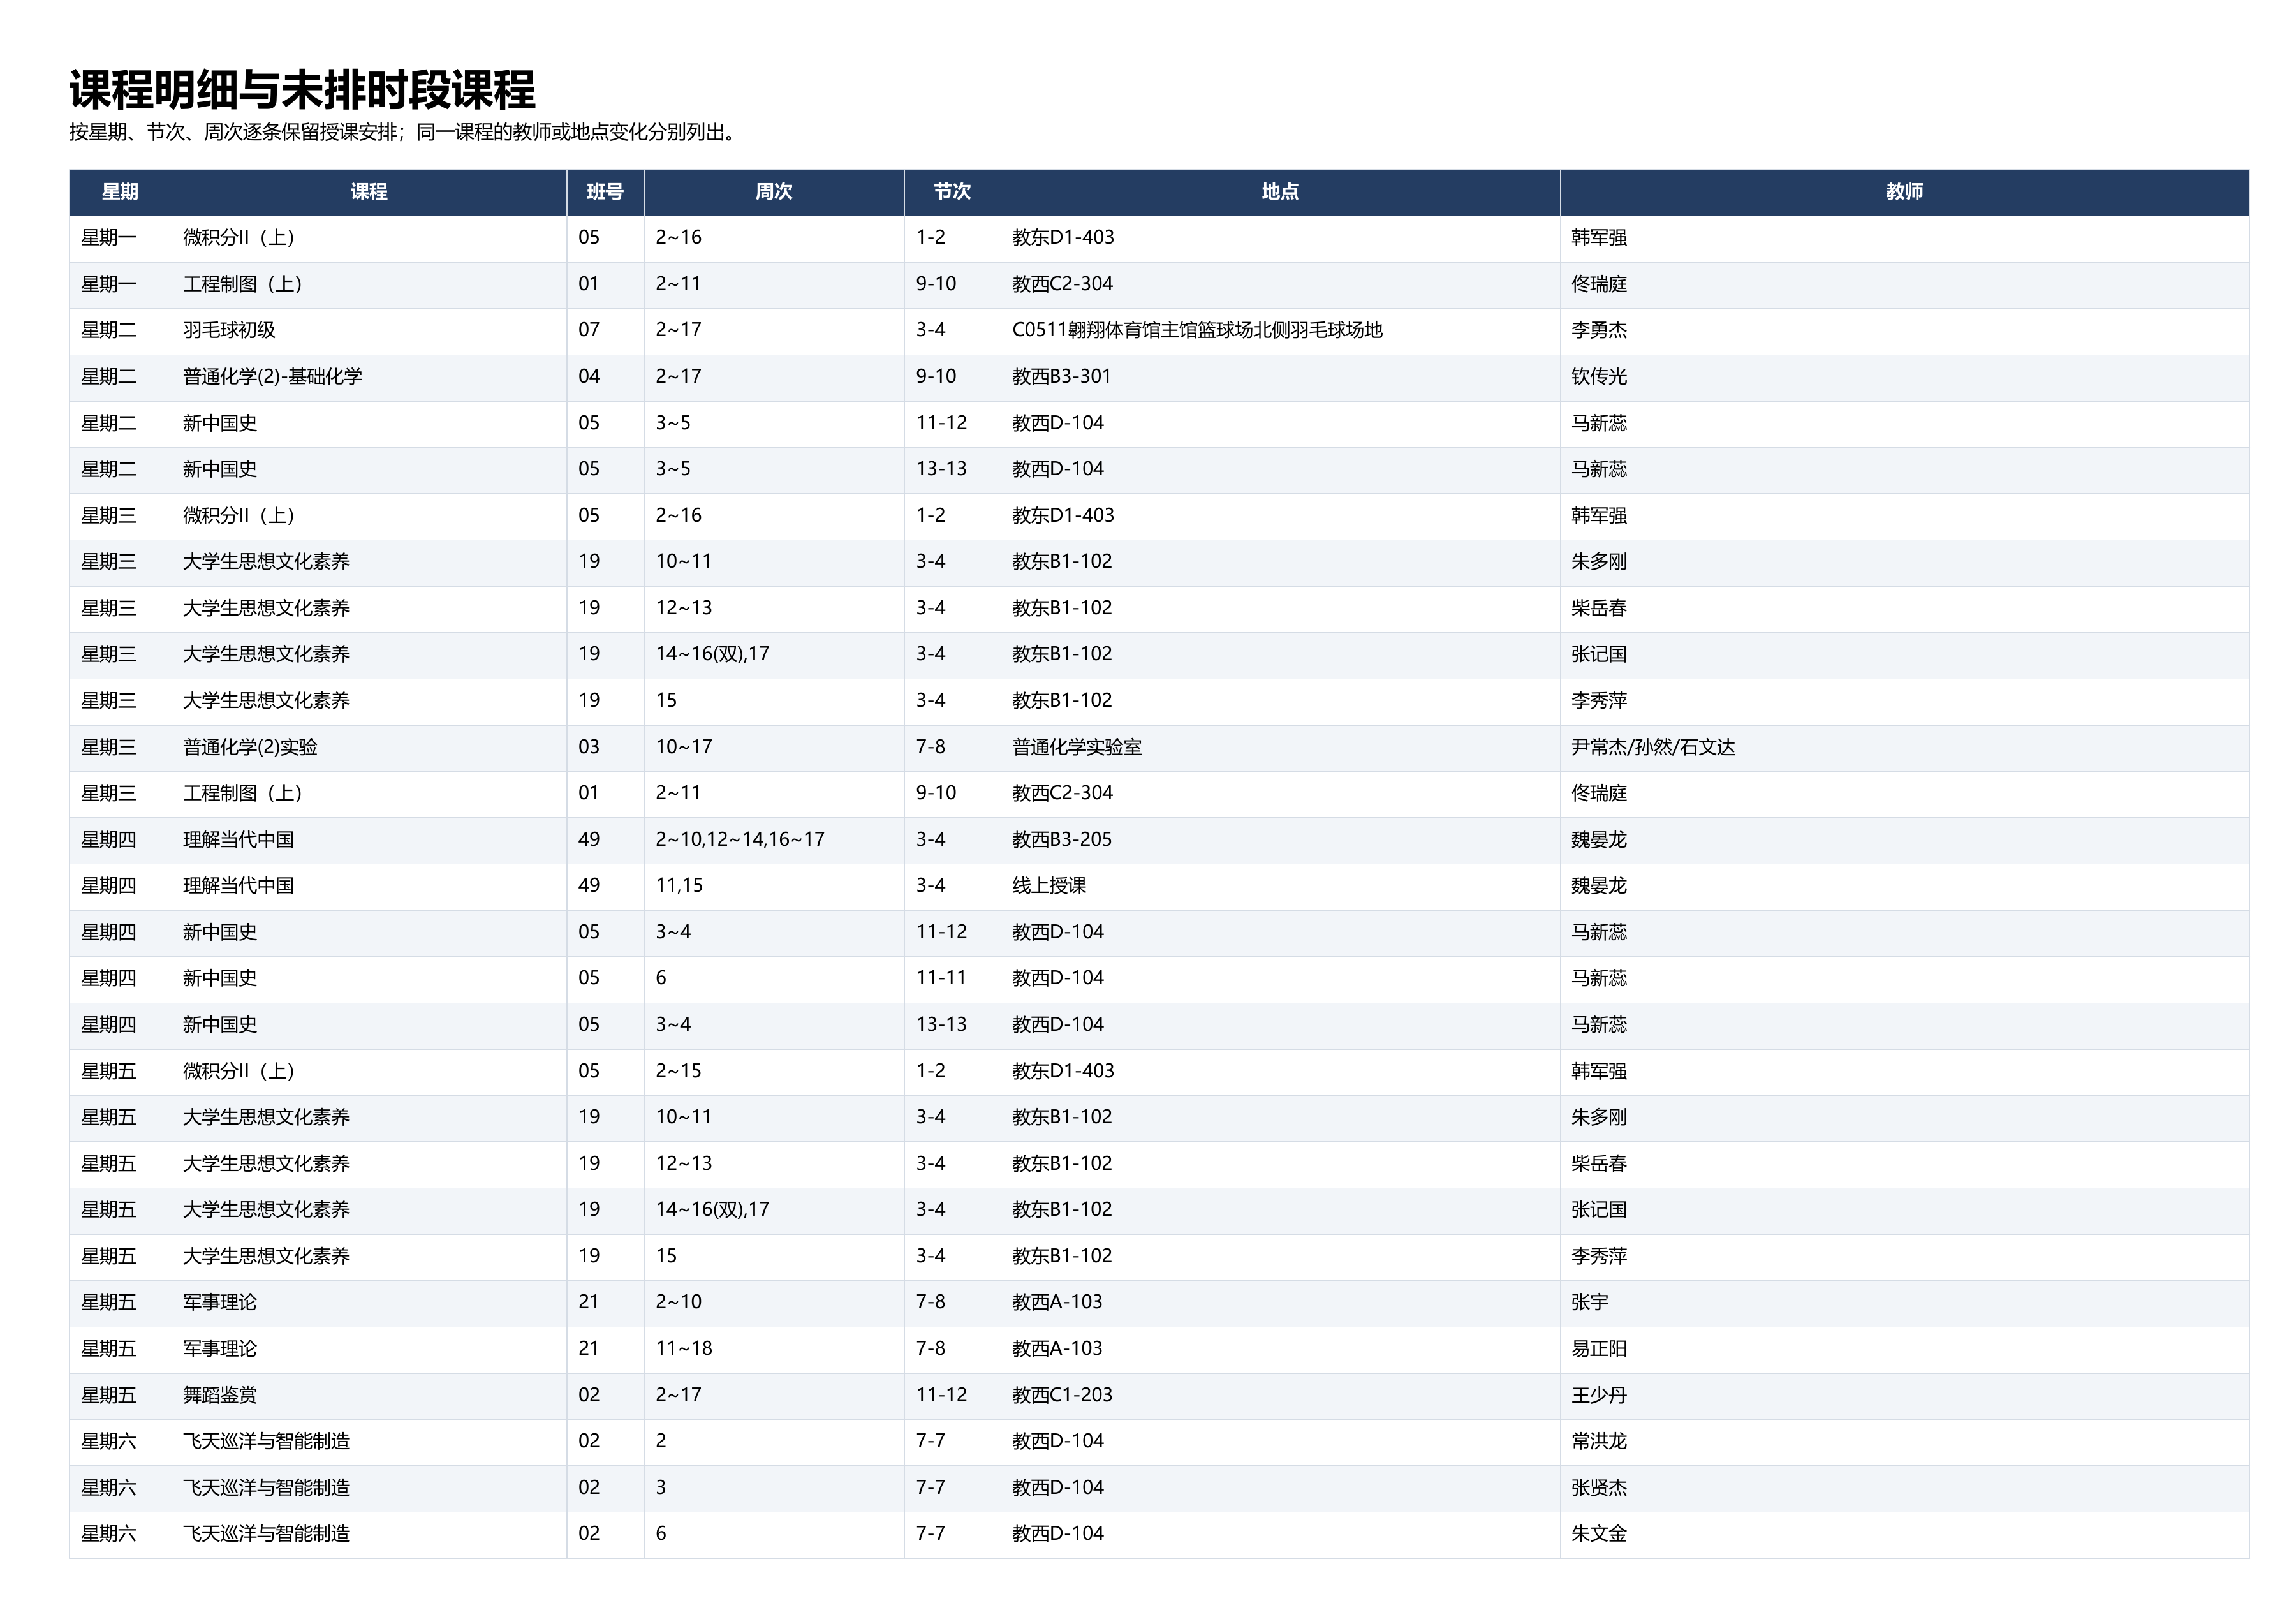 课程明细与未排时段课程
按星期、节次、周次逐条保留授课安排；同一课程的教师或地点变化分别列出。
星期 课程 班号 周次 节次 地点 教师
星期一 微积分II（上） 05 2~16 1-2 教东D1-403 韩军强
星期一 工程制图（上） 01 2~11 9-10 教西C2-304 佟瑞庭
星期二 羽毛球初级 07 2~17 3-4 C0511翱翔体育馆主馆篮球场北侧羽毛球场地 李勇杰
星期二 普通化学(2)-基础化学 04 2~17 9-10 教西B3-301 钦传光
星期二 新中国史 05 3~5 11-12 教西D-104 马新蕊
星期二 新中国史 05 3~5 13-13 教西D-104 马新蕊
星期三 微积分II（上） 05 2~16 1-2 教东D1-403 韩军强
星期三 大学生思想文化素养 19 10~11 3-4 教东B1-102 朱多刚
星期三 大学生思想文化素养 19 12~13 3-4 教东B1-102 柴岳春
星期三 大学生思想文化素养 19 14~16(双),17 3-4 教东B1-102 张记国
星期三 大学生思想文化素养 19 15 3-4 教东B1-102 李秀萍
星期三 普通化学(2)实验 03 10~17 7-8 普通化学实验室 尹常杰/孙然/石文达
星期三 工程制图（上） 01 2~11 9-10 教西C2-304 佟瑞庭
星期四 理解当代中国 49 2~10,12~14,16~17 3-4 教西B3-205 魏晏龙
星期四 理解当代中国 49 11,15 3-4 线上授课 魏晏龙
星期四 新中国史 05 3~4 11-12 教西D-104 马新蕊
星期四 新中国史 05 6 11-11 教西D-104 马新蕊
星期四 新中国史 05 3~4 13-13 教西D-104 马新蕊
星期五 微积分II（上） 05 2~15 1-2 教东D1-403 韩军强
星期五 大学生思想文化素养 19 10~11 3-4 教东B1-102 朱多刚
星期五 大学生思想文化素养 19 12~13 3-4 教东B1-102 柴岳春
星期五 大学生思想文化素养 19 14~16(双),17 3-4 教东B1-102 张记国
星期五 大学生思想文化素养 19 15 3-4 教东B1-102 李秀萍
星期五 军事理论 21 2~10 7-8 教西A-103 张宇
星期五 军事理论 21 11~18 7-8 教西A-103 易正阳
星期五 舞蹈鉴赏 02 2~17 11-12 教西C1-203 王少丹
星期六 飞天巡洋与智能制造 02 2 7-7 教西D-104 常洪龙
星期六 飞天巡洋与智能制造 02 3 7-7 教西D-104 张贤杰
星期六 飞天巡洋与智能制造 02 6 7-7 教西D-104 朱文金